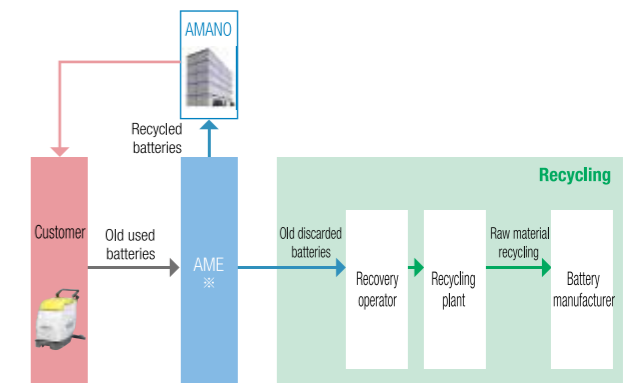 AMANO
Recycled
batteries
Recycling
Customer
Old used
batteries
AME
※
Old discarded
batteries
Recovery
operator
Recycling
plant
Raw material
recycling
Battery
manufacturer